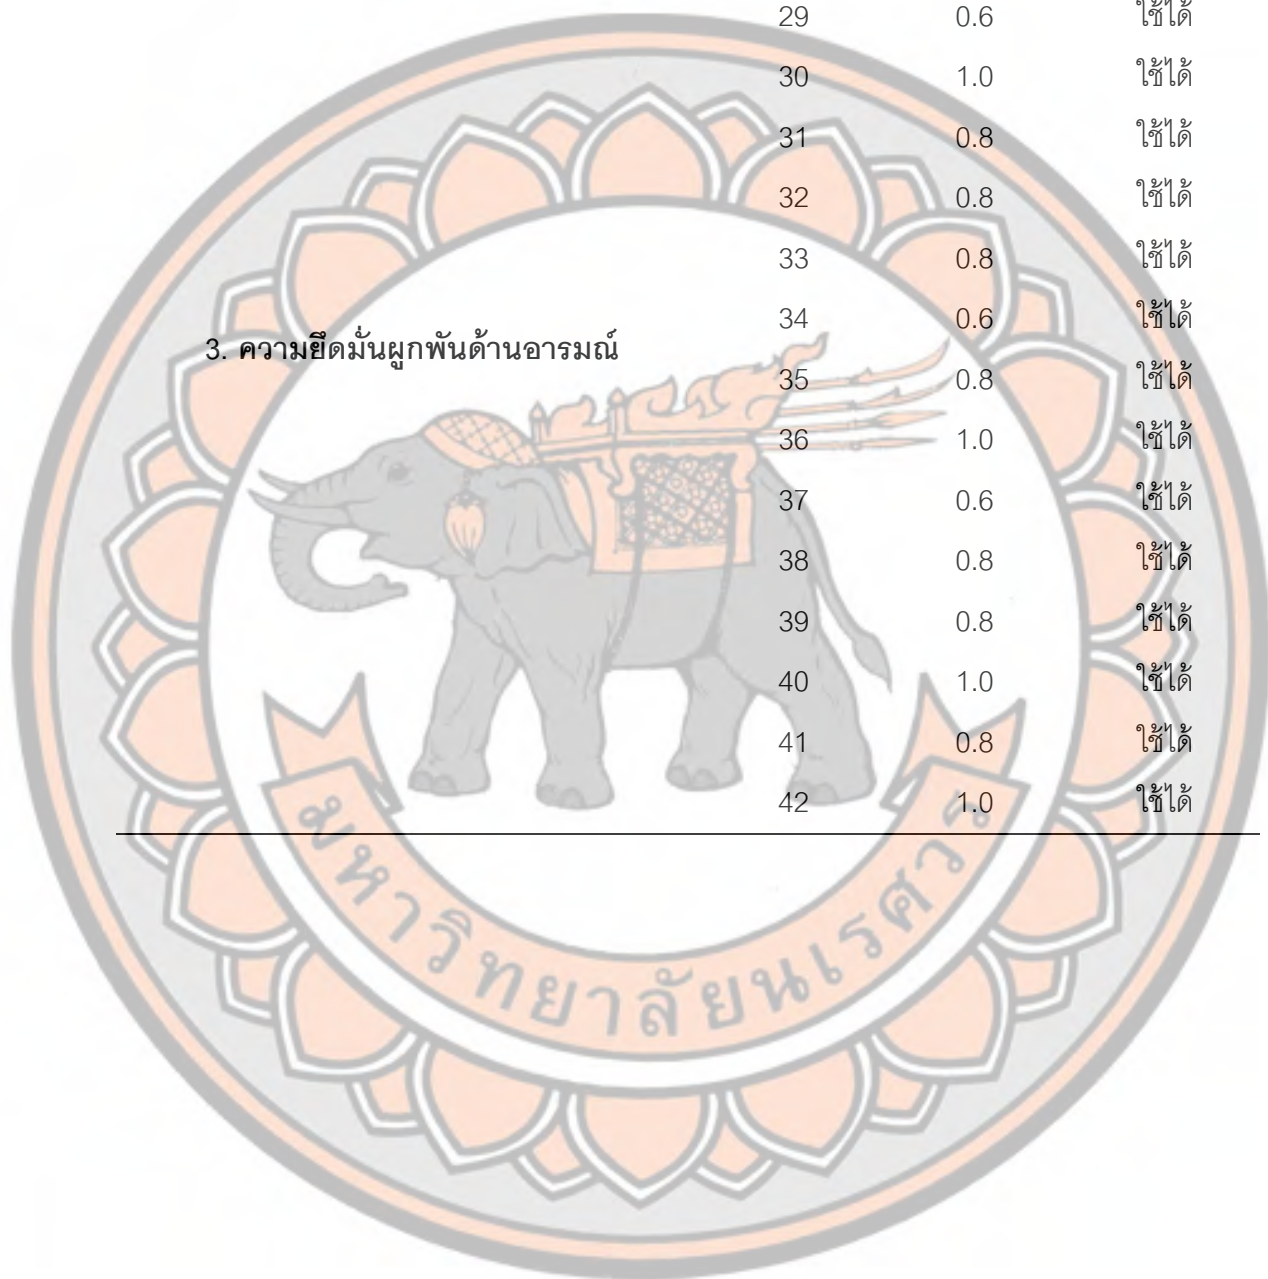 29 0.6 ใช้ได้
30 1.0 ใช้ได้
31 0.8 ใช้ได้
32 0.8 ใช้ได้
33 0.8 ใช้ได้
34 0.6 ใช้ได้
3. ความยึดมั่นผูกพันด้านอารมณ์
35 0.8 ใช้ได้
36 1.0 ใช้ได้
37 0.6 ใช้ได้
38 0.8 ใช้ได้
39 0.8 ใช้ได้
40 1.0 ใช้ได้
41 0.8 ใช้ได้
42 1.0 ใช้ได้
มหาวิทยาลัยนเรศวร